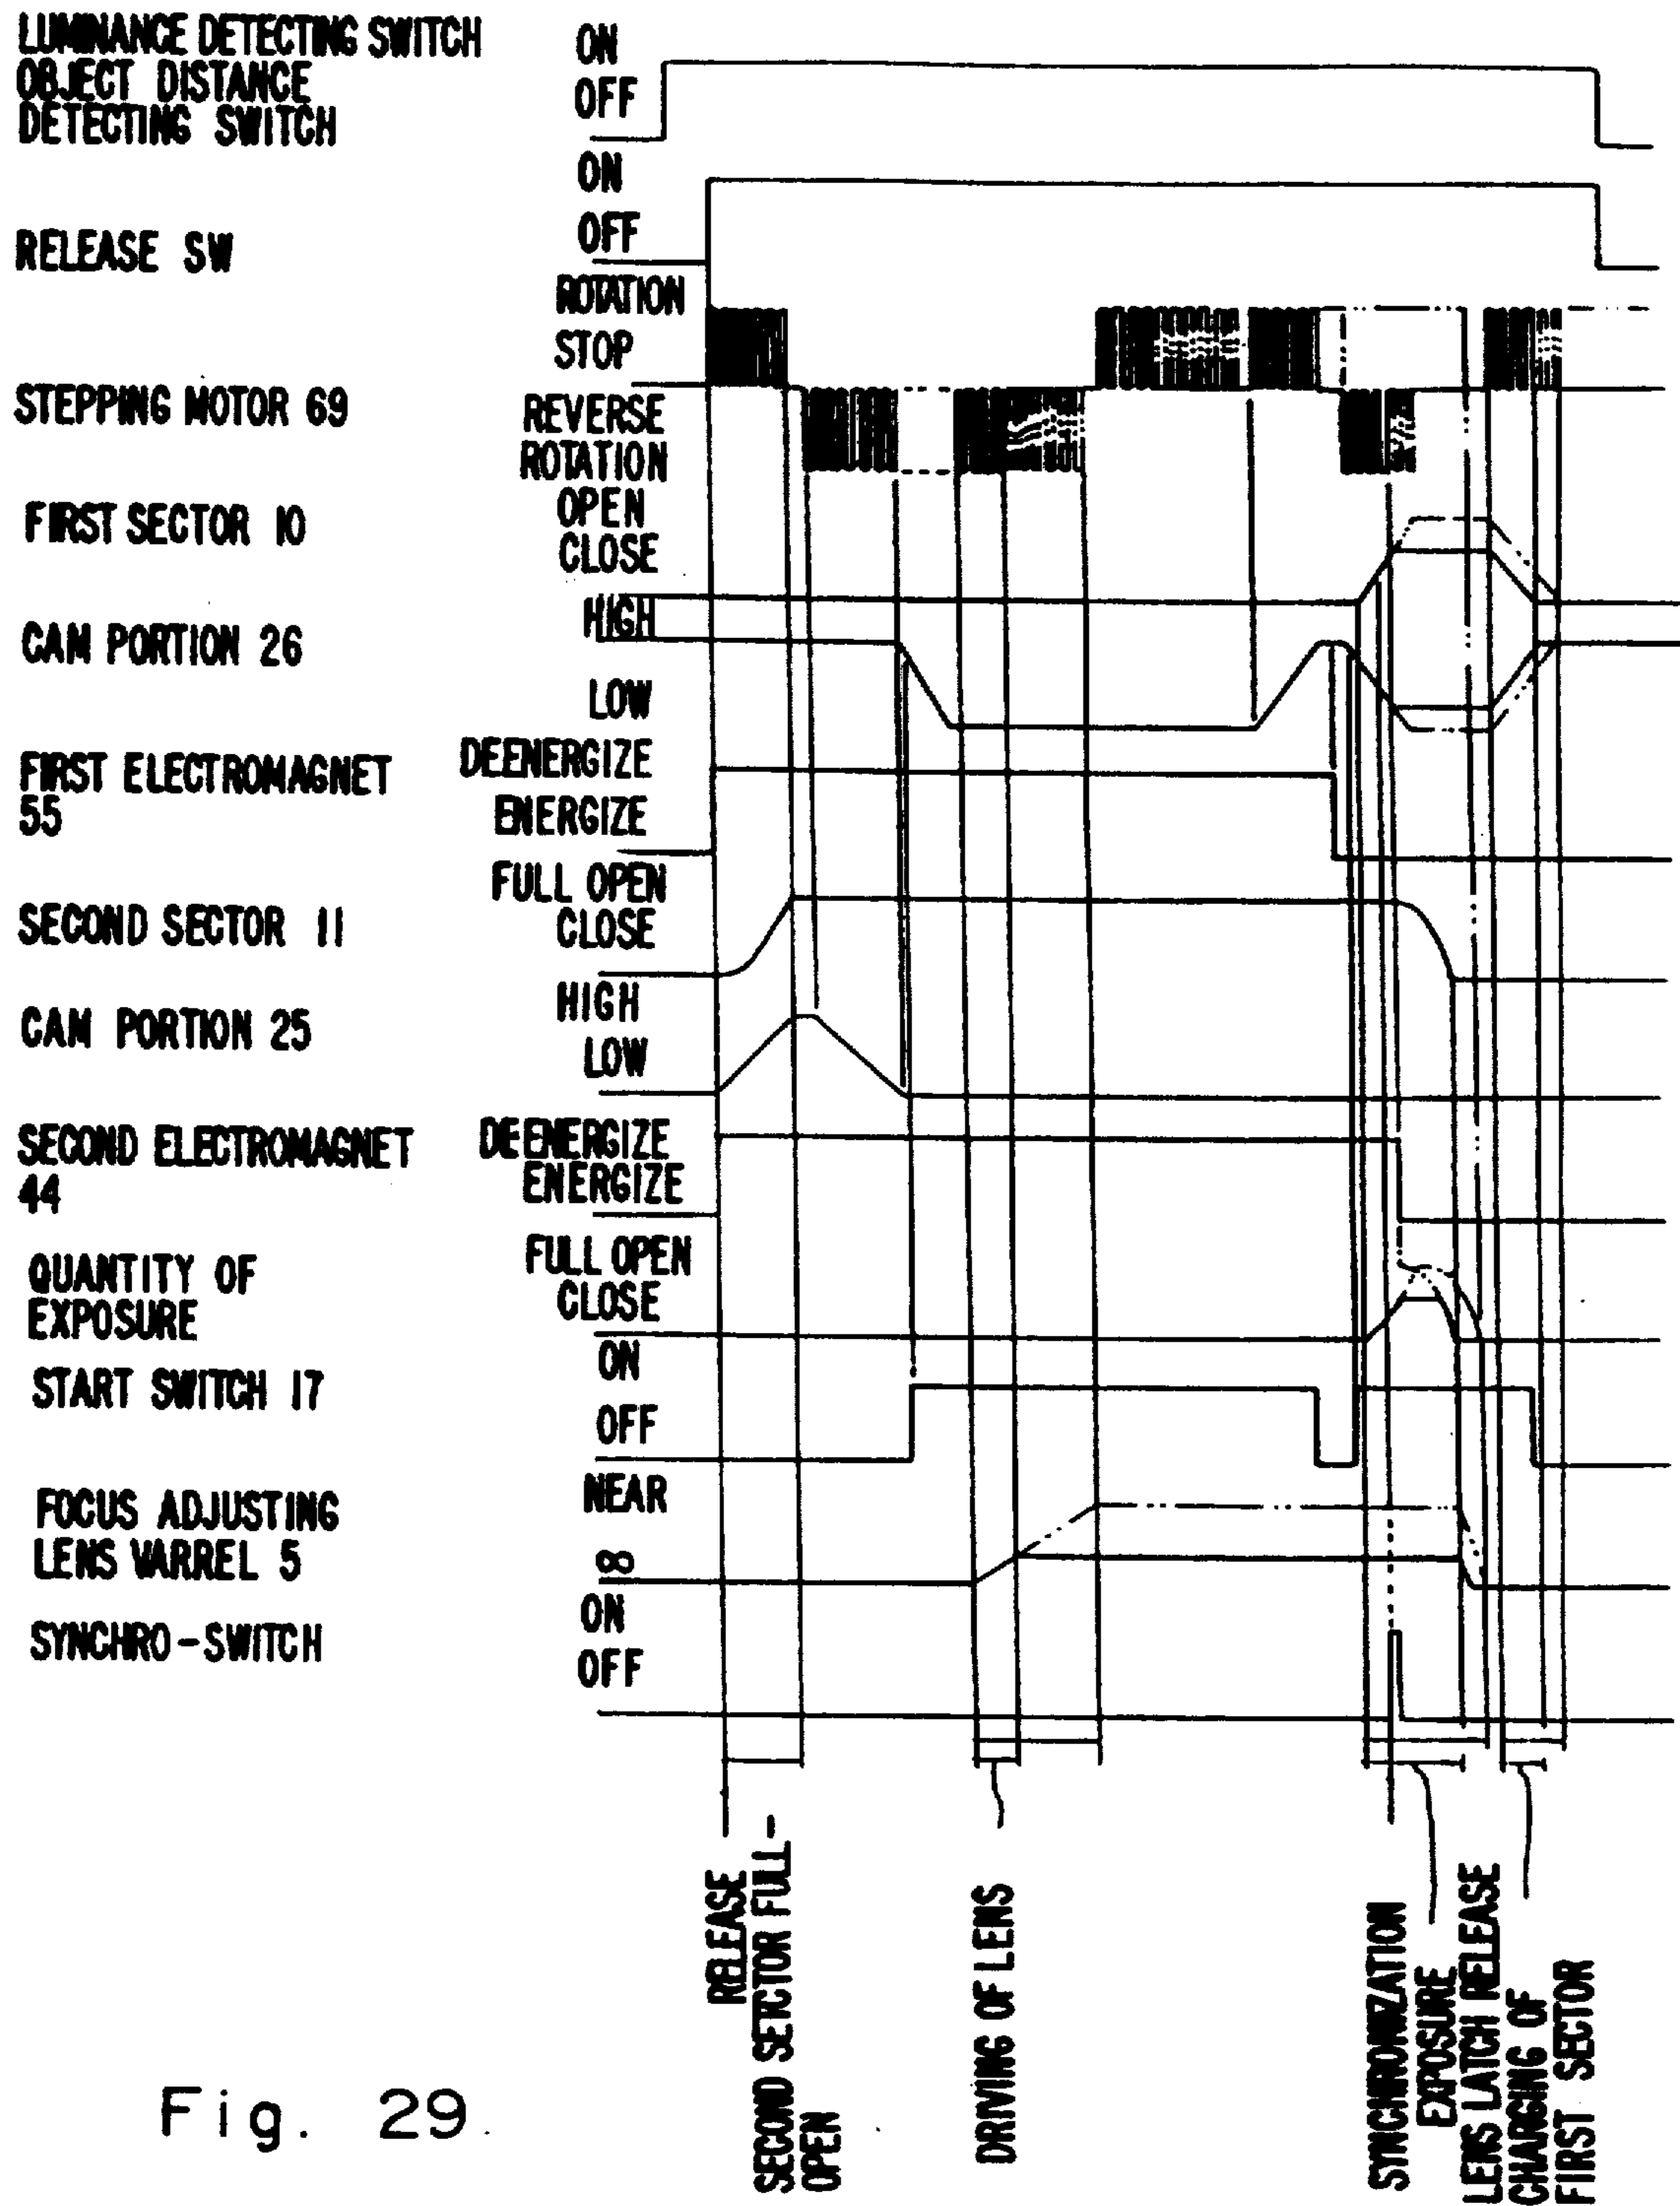 LUMINANCE DETECTING SWITCH
OBJECT DISTANCE
DETECTING SWITCH
ON
OFF
RELEASE SW
ON
OFF
STEPPING MOTOR 69
ROTATION
STOP
REVERSE
ROTATION
FIRST SECTOR 10
OPEN
CLOSE
CAM PORTION 26
HIGH
LOW
FIRST ELECTROMAGNET
55
DEENERGIZE
ENERGIZE
SECOND SECTOR 11
FULL OPEN
CLOSE
CAM PORTION 25
HIGH
LOW
SECOND ELECTROMAGNET
44
DEENERGIZE
ENERGIZE
QUANTITY OF
EXPOSURE
FULL OPEN
CLOSE
START SWITCH 17
ON
OFF
FOCUS ADJUSTING
LENS VARREL 5
NEAR
∞
SYNCHRO-SWITCH
ON
OFF
RELEASE
SECOND SETCTOR FULL-
OPEN
DRIVING OF LENS
SYNCHRONIZATION
EXPOSURE
LENS LATCH RELEASE
CHARGING OF
FIRST SECTOR
Fig. 29